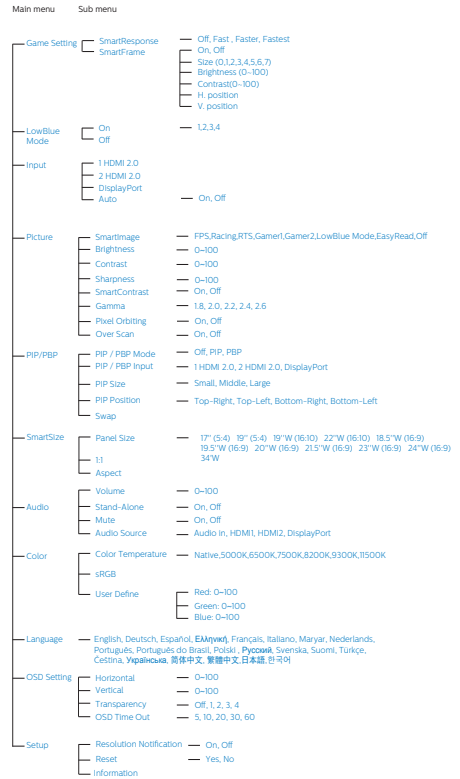 Main menu Sub menu
Game Setting SmartResponse Off, Fast , Faster, Fastest
SmartFrame On, Off
Size (0,1,2,3,4,5,6,7)
Brightness (0~100)
Contrast(0~100)
H. position
V. position
LowBlue Mode On 1,2,3,4
Off
Input 1 HDMI 2.0
2 HDMI 2.0
DisplayPort
Auto On, Off
Picture SmartImage FPS,Racing,RTS,Gamer1,Gamer2,LowBlue Mode,EasyRead,Off
Brightness 0~100
Contrast 0~100
Sharpness 0~100
SmartContrast On, Off
Gamma 1.8, 2.0, 2.2, 2.4, 2.6
Pixel Orbiting On, Off
Over Scan On, Off
PIP/PBP PIP / PBP Mode Off, PIP, PBP
PIP / PBP Input 1 HDMI 2.0, 2 HDMI 2.0, DisplayPort
PIP Size Small, Middle, Large
PIP Position Top-Right, Top-Left, Bottom-Right, Bottom-Left
Swap
SmartSize Panel Size 17" (5:4) 19" (5:4) 19"W (16:10) 22"W (16:10) 18.5"W (16:9)
19.5"W (16:9) 20"W (16:9) 21.5"W (16:9) 23"W (16:9) 24"W (16:9)
34'W
1:1
Aspect
Audio Volume 0~100
Stand-Alone On, Off
Mute On, Off
Audio Source Audio in, HDMI1, HDMI2, DisplayPort
Color Color Temperature Native,5000K,6500K,7500K,8200K,9300K,11500K
sRGB
User Define Red: 0~100
Green: 0~100
Blue: 0~100
Language English, Deutsch, Español, Ελληνική, Français, Italiano, Maryar, Nederlands,
Português, Português do Brasil, Polski , Русский, Svenska, Suomi, Türkçe,
Čeština, Українська, 简体中文, 繁體中文,日本語,한국어
OSD Setting Horizontal 0~100
Vertical 0~100
Transparency Off, 1, 2, 3, 4
OSD Time Out 5, 10, 20, 30, 60
Setup Resolution Notification On, Off
Reset Yes, No
Information